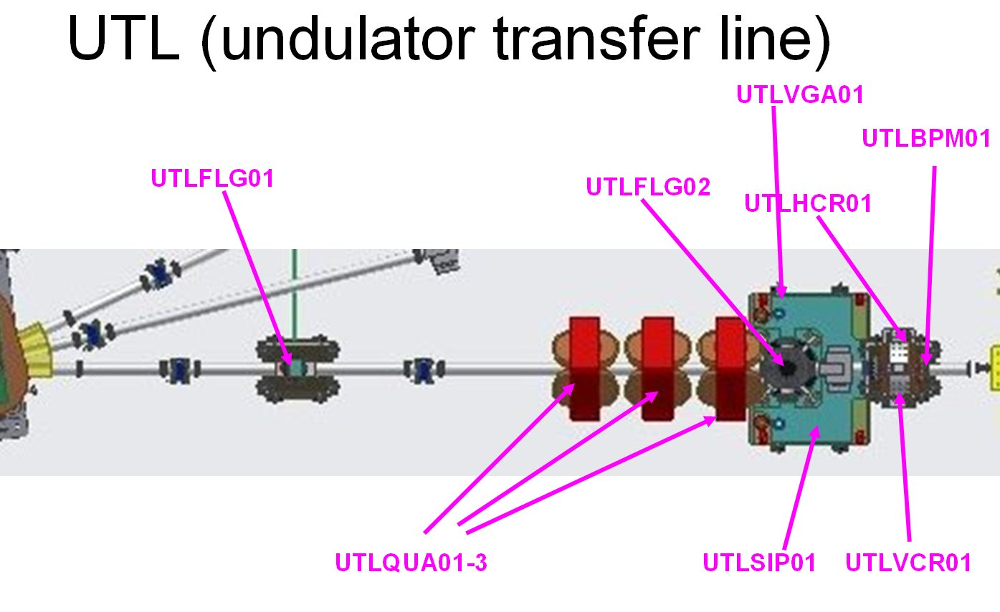 UTL (undulator transfer line)
UTLVGA01
UTLBPM01
UTLFLG01
UTLFLG02
UTLHCR01
UTLQUA01-3
UTLSIP01
UTLVCR01